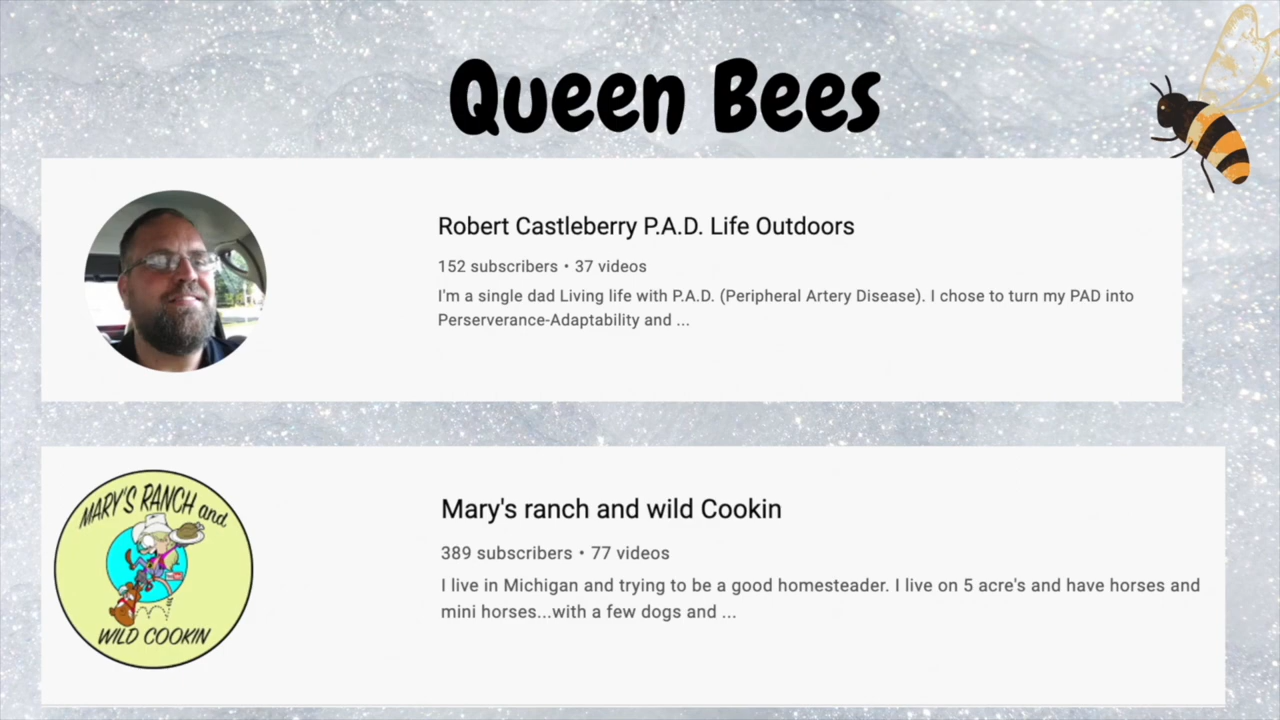 Queen Bees
Robert Castleberry P.A.D. Life Outdoors
152 subscribers • 37 videos
I'm a single dad Living life with P.A.D. (Peripheral Artery Disease). I chose to turn my PAD into
Perserverance-Adaptability and ...
MARY'S RANCH and
WILD COOKIN
Mary's ranch and wild Cookin
389 subscribers • 77 videos
I live in Michigan and trying to be a good homesteader. I live on 5 acre's and have horses and
mini horses...with a few dogs and ...